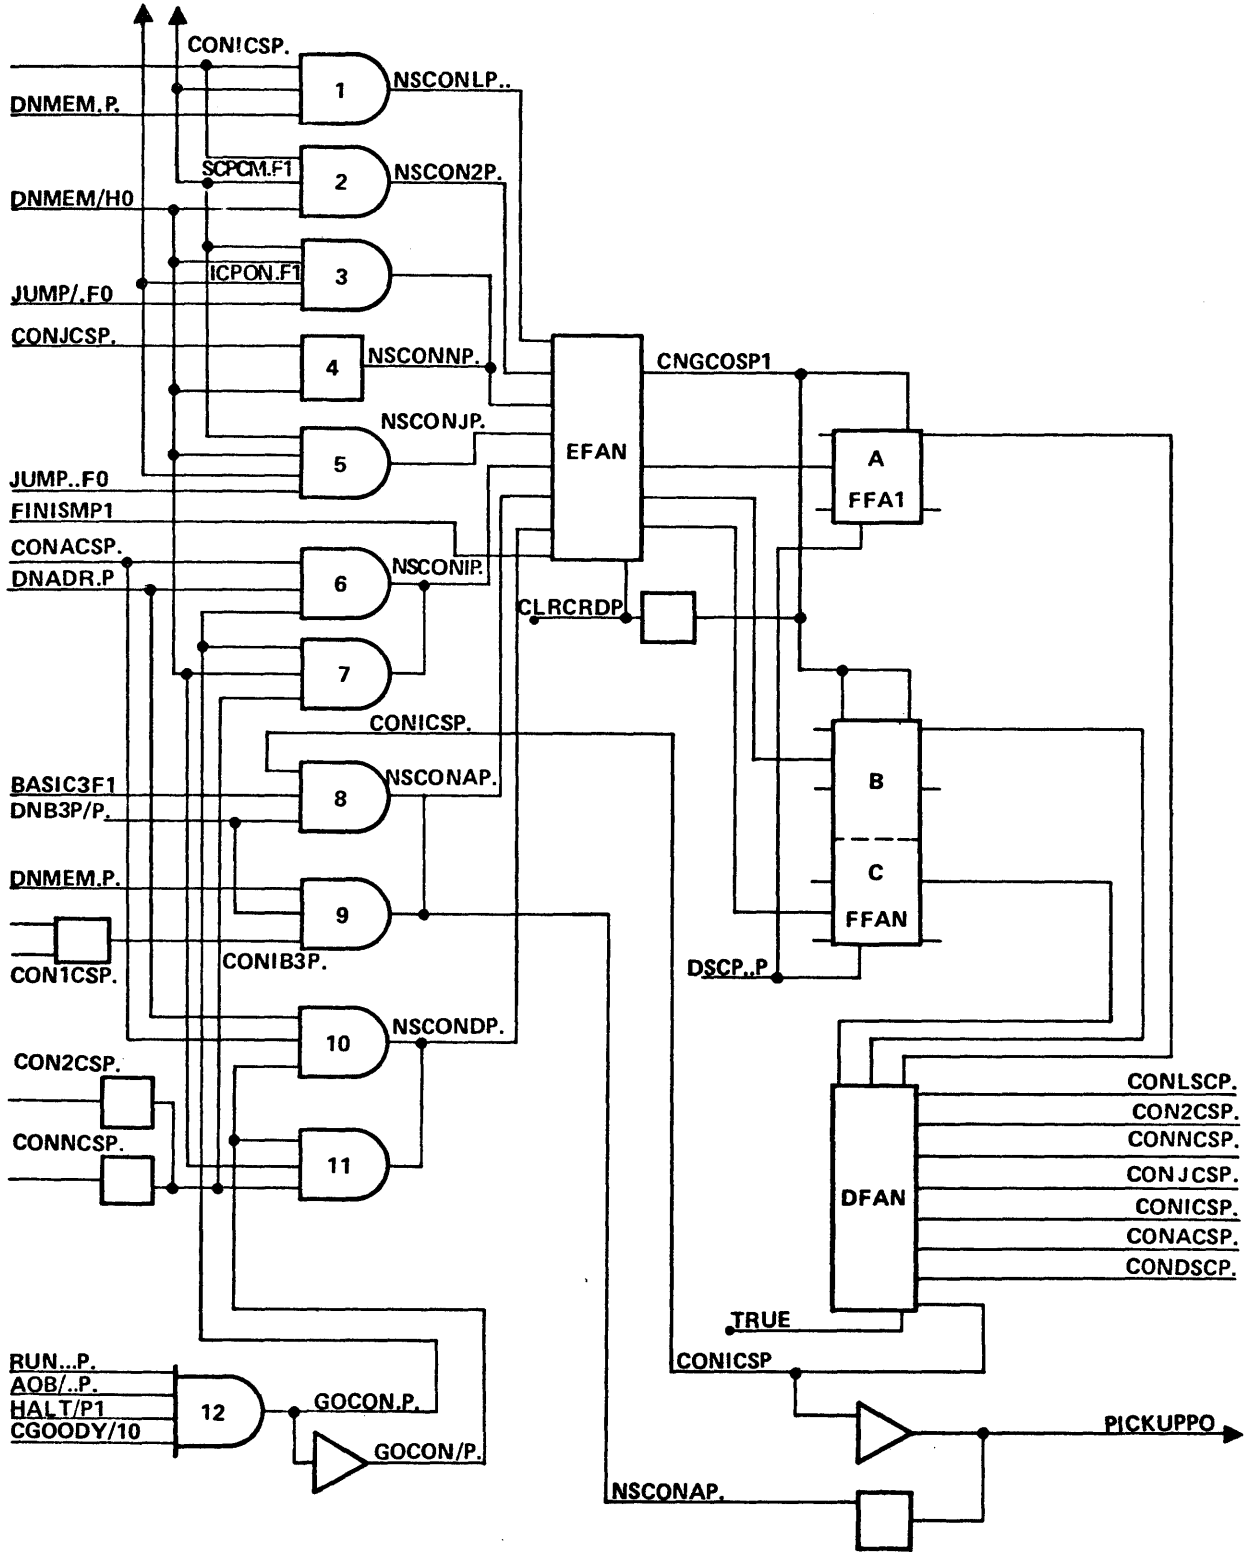 CONICSP.
1
NSCONLP..
DNMEM.P.
SCPCM.F1
2
NSCON2P.
DNMEM/H0
ICPON.F1
3
JUMP/.F0
CONJCSP.
4
NSCONNP.
CNGCOSP1
NSCONJP.
EFAN
A
FFA1
5
JUMP..F0
FINISMP1
CONACSP.
6
NSCONIP.
DNADR.P
CLRCRDP
7
CONICSP.
BASIC3F1
8
NSCONAP.
DNB3P/P.
B
C
FFAN
DNMEM.P.
9
CONIB3P.
CON1CSP.
DSCP..P
10
NSCONDP.
CON2CSP.
CONNCSP.
11
DFAN
CONLSCP.
CON2CSP.
CONNCSP.
CONJCSP.
CONICSP.
CONACSP.
CONDSCP.
TRUE
CONICSP
RUN...P.
AOB/..P.
HALT/P1
CGOODY/10
12
GOCON.P.
GOCON/P.
PICKUPPO
NSCONAP.